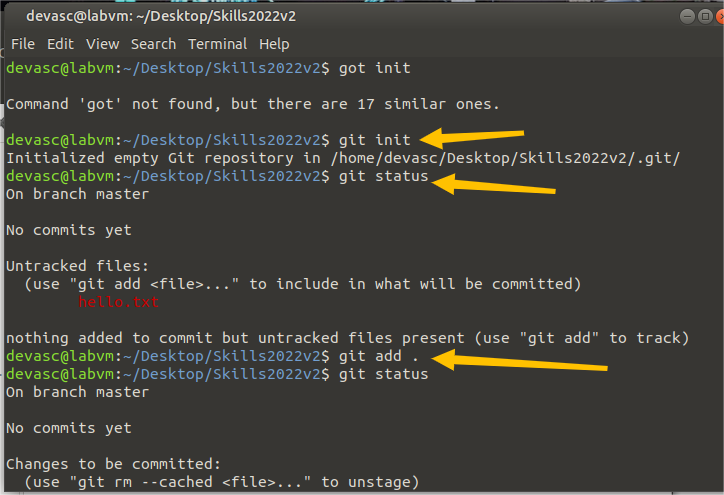 devasc@labvm: ~/Desktop/Skills2022v2
File Edit View Search Terminal Help
devasc@labvm:~/Desktop/Skills2022v2$ got init
Command 'got' not found, but there are 17 similar ones.
devasc@labvm:~/Desktop/Skills2022v2$ git init
Initialized empty Git repository in /home/devasc/Desktop/Skills2022v2/.git/
devasc@labvm:~/Desktop/Skills2022v2$ git status
On branch master
No commits yet
Untracked files:
(use "git add <file>..." to include in what will be committed)
hello.txt
nothing added to commit but untracked files present (use "git add" to track)
devasc@labvm:~/Desktop/Skills2022v2$ git add .
devasc@labvm:~/Desktop/Skills2022v2$ git status
On branch master
No commits yet
Changes to be committed:
(use "git rm --cached <file>..." to unstage)